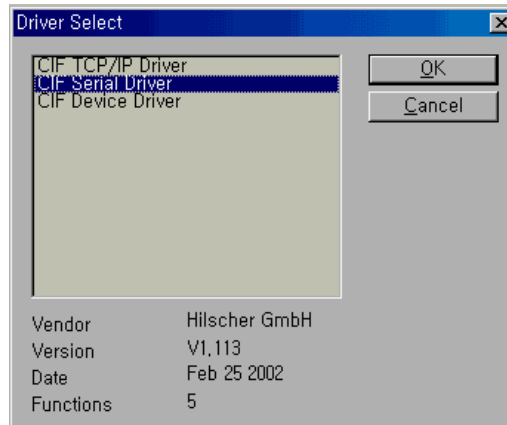 Driver Select
CIF TCP/IP Driver
CIF Serial Driver
CIF Device Driver
OK
Cancel
Vendor Hilscher GmbH
Version V1,113
Date Feb 25 2002
Functions 5